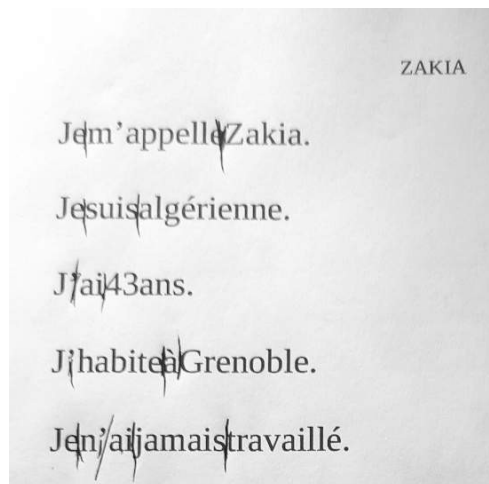 ZAKIA
Jem’appelleZakia.
Jesuisalgérienne.
J’ai43ans.
J’habiteàGrenoble.
Jen’aijamaistravaillé.